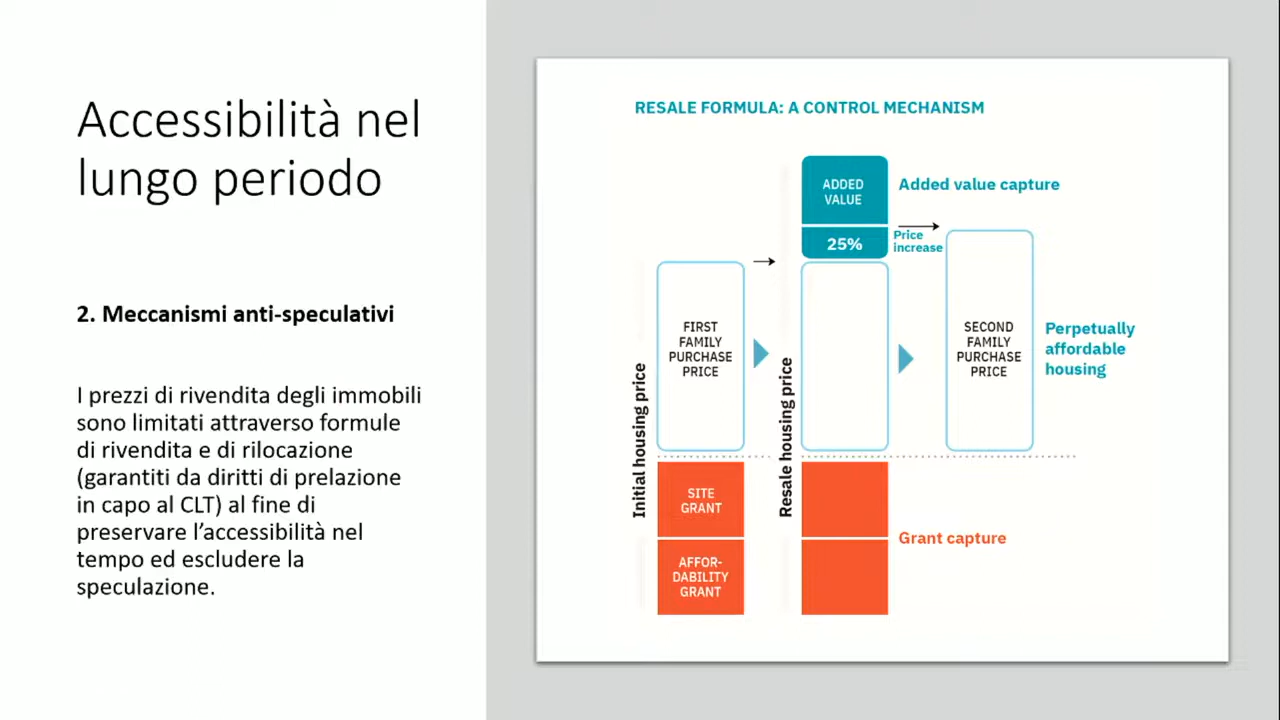 Accessibilità nel
lungo periodo
2. Meccanismi anti-speculativi
I prezzi di rivendita degli immobili
sono limitati attraverso formule
di rivendita e di rilocazione
(garantiti da diritti di prelazione
in capo al CLT) al fine di
preservare l’accessibilità nel
tempo ed escludere la
speculazione.
RESALE FORMULA: A CONTROL MECHANISM
Initial housing price
FIRST
FAMILY
PURCHASE
PRICE
SITE
GRANT
AFFOR-
DABILITY
GRANT
Resale housing price
ADDED
VALUE
25%
Added value capture
Price
increase
SECOND
FAMILY
PURCHASE
PRICE
Perpetually
affordable
housing
Grant capture